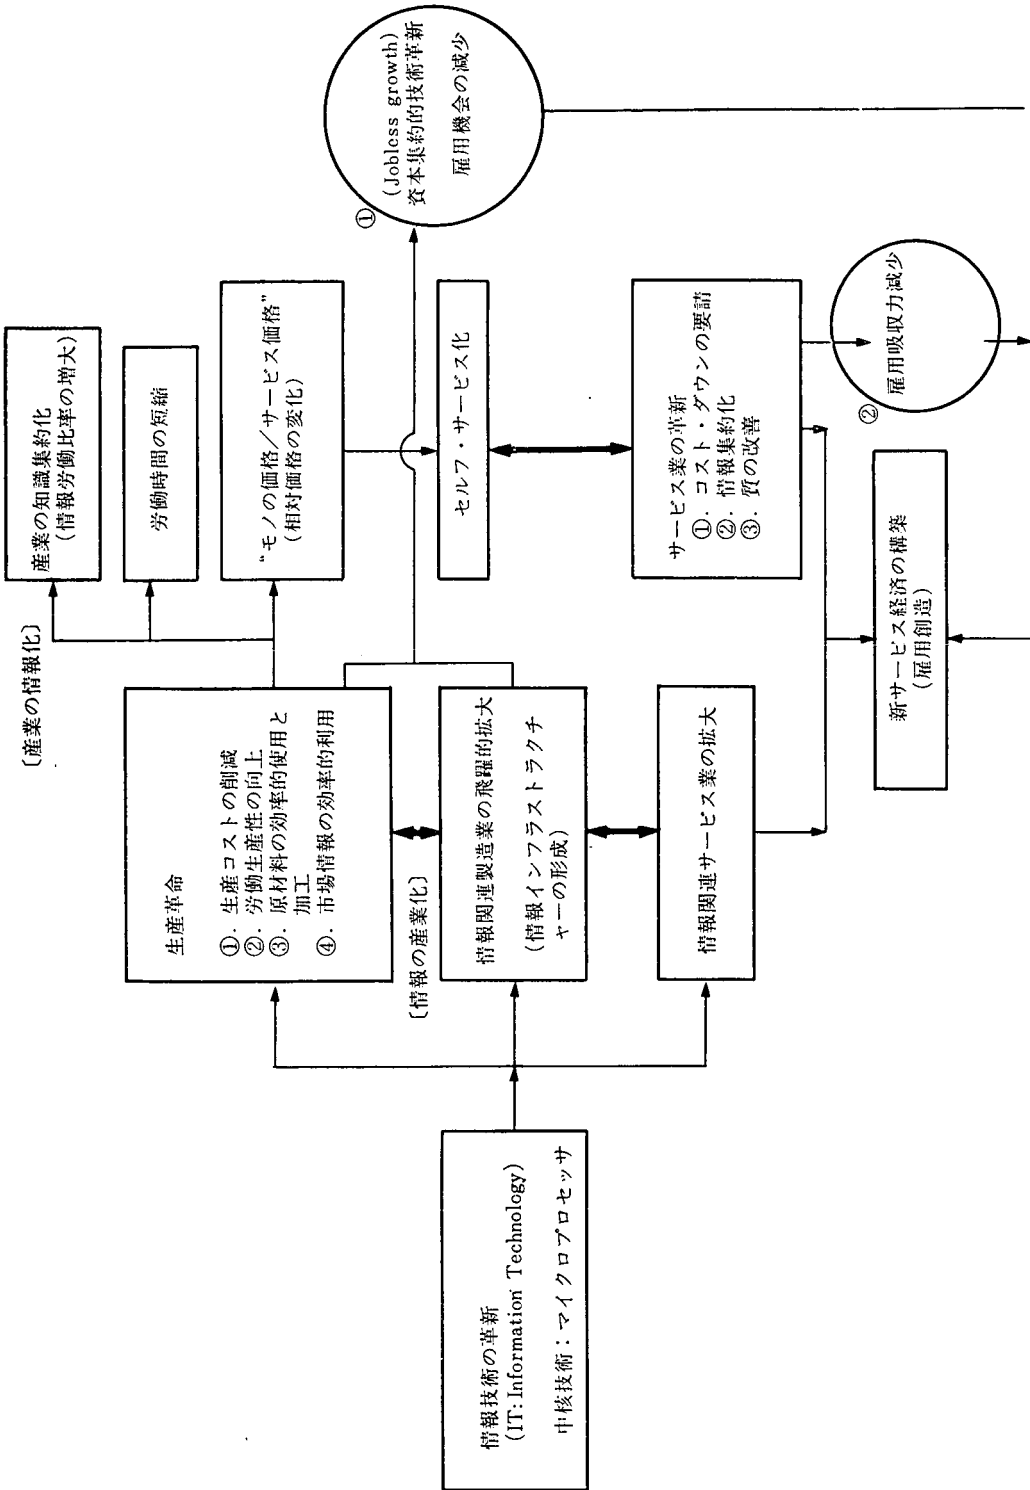 情報技術の革新
(IT: Information Technology)
中核技術：マイクロプロセッサ
〔産業の情報化〕
生産革命
①. 生産コストの削減
②. 労働生産性の向上
③. 原材料の効率的使用と
加工
④. 市場情報の効率的利用
〔情報の産業化〕
情報関連製造業の飛躍的拡大
(情報インフラストラクチ
ャーの形成)
情報関連サービス業の拡大
産業の知識集約化
(情報労働比率の増大)
労働時間の短縮
“モノの価格／サービス価格”
(相対価格の変化)
セルフ・サービス化
サービス業の革新
①. コスト・ダウンの要請
②. 情報集約化
③. 質の改善
新サービス経済の構築
(雇用創造)
①
(Jobless growth)
資本集約的技術革新
雇用機会の減少
②
雇用吸収力減少